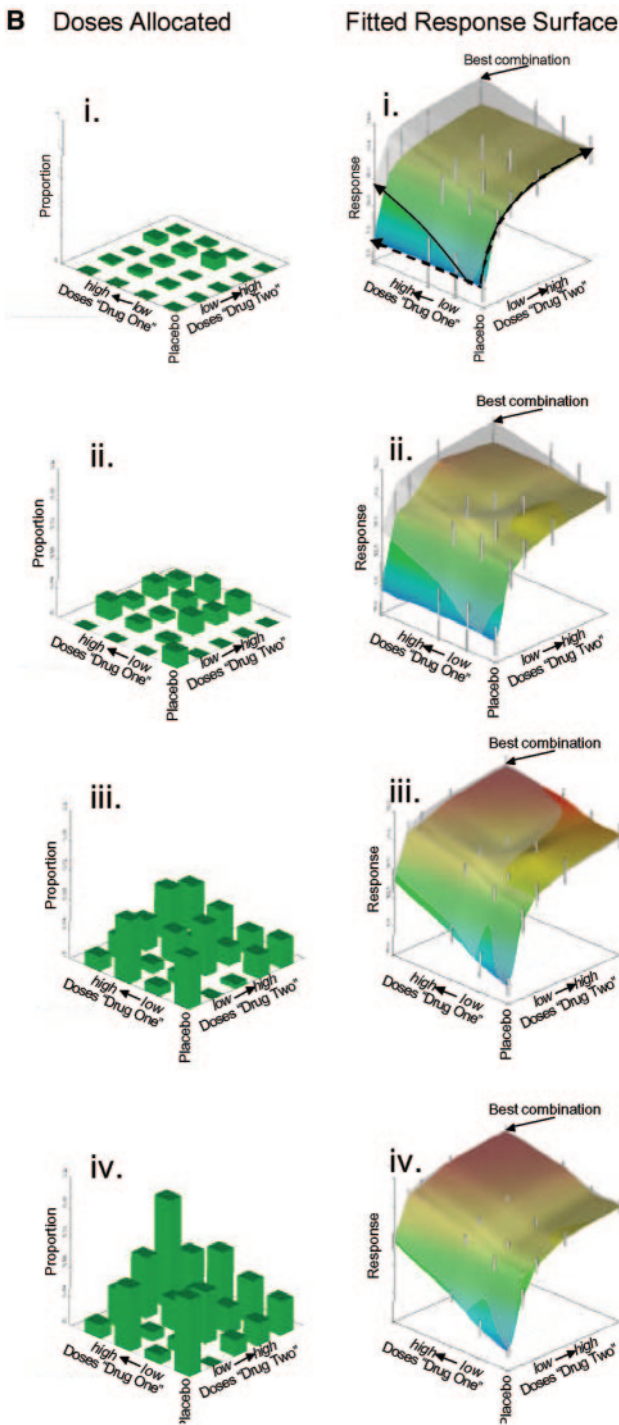 B Doses Allocated Fitted Response Surface
i.
Proportion
high ← low
Doses "Drug One"
Placebo
low → high
Doses "Drug Two"
Best combination
i.
Response
high ← low
Doses "Drug One"
Placebo
low → high
Doses "Drug Two"
ii.
Proportion
high ← low
Doses "Drug One"
Placebo
low → high
Doses "Drug Two"
Best combination
ii.
Response
high ← low
Doses "Drug One"
Placebo
low → high
Doses "Drug Two"
iii.
Proportion
high ← low
Doses "Drug One"
Placebo
low → high
Doses "Drug Two"
Best combination
iii.
Response
high ← low
Doses "Drug One"
Placebo
low → high
Doses "Drug Two"
iv.
Proportion
high ← low
Doses "Drug One"
Placebo
low → high
Doses "Drug Two"
Best combination
iv.
Response
high ← low
Doses "Drug One"
Placebo
low → high
Doses "Drug Two"